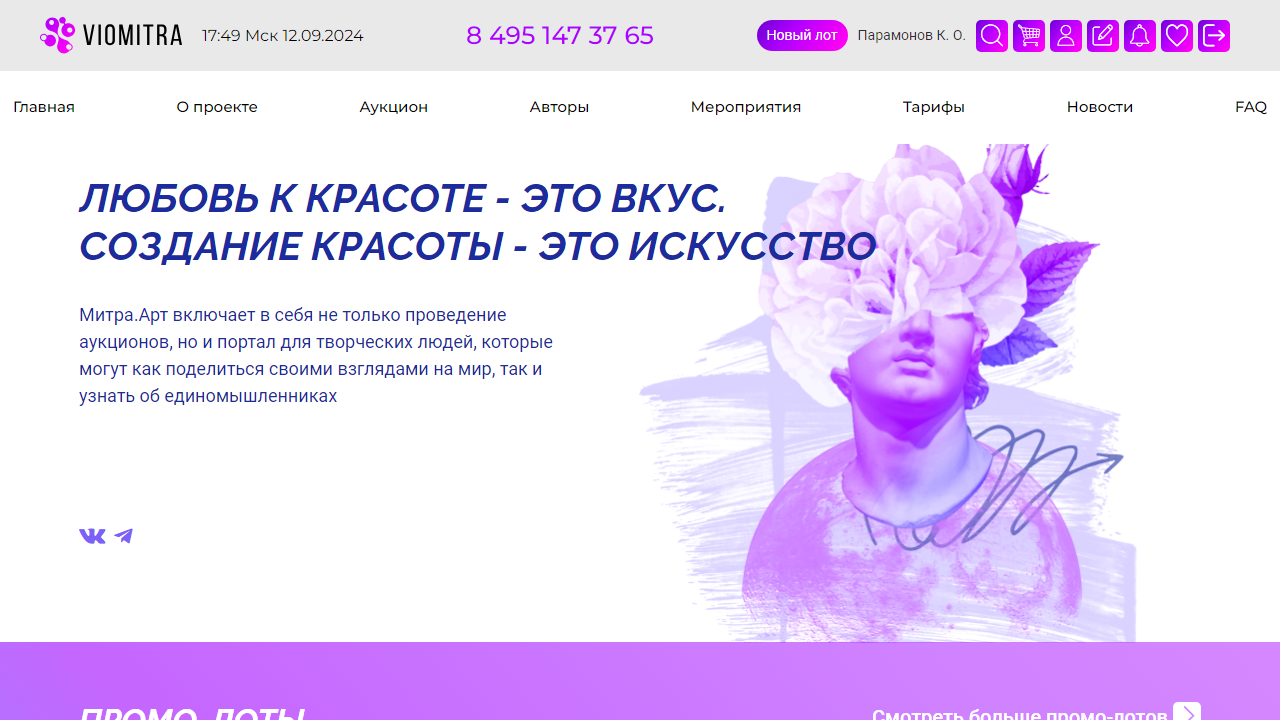 VIOMITRA
17:49 Мск 12.09.2024
8 495 147 37 65
Новый лот
Парамонов К. О.
Главная
О проекте
Аукцион
Авторы
Мероприятия
Тарифы
Новости
FAQ
ЛЮБОВЬ К КРАСОТЕ - ЭТО ВКУС.
СОЗДАНИЕ КРАСОТЫ - ЭТО ИСКУССТВО
Митра.Арт включает в себя не только проведение
аукционов, но и портал для творческих людей, которые
могут как поделиться своими взглядами на мир, так и
узнать об единомышленниках
ПРОМО-ЛОТЫ
Смотреть больше промо-лотов